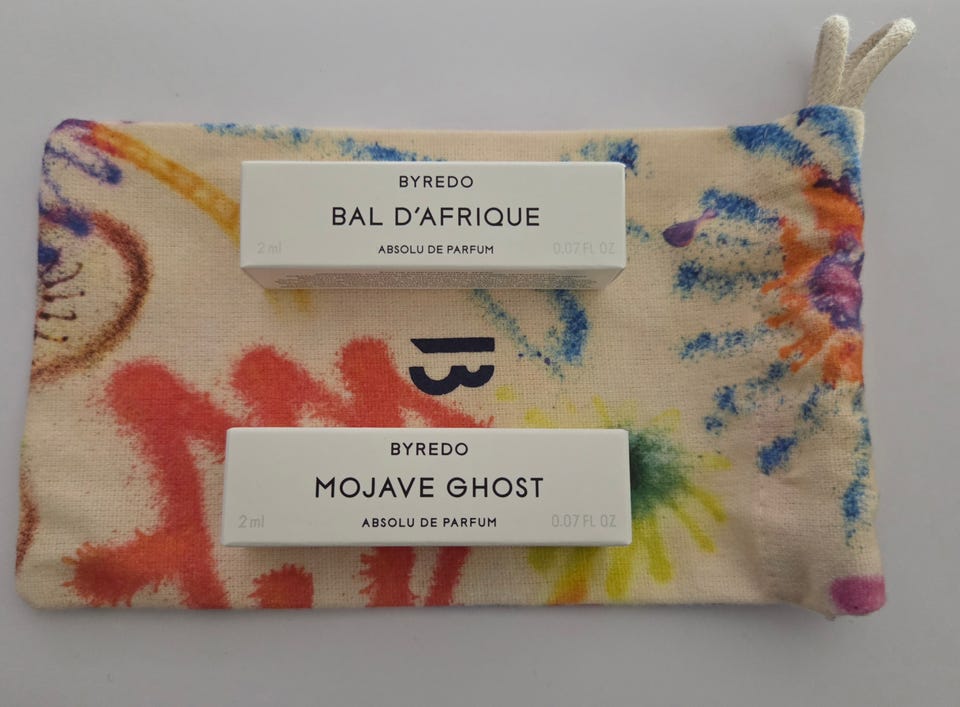 BYREDO
BAL D'AFRIQUE
2 ml ABSOLU DE PARFUM 0.07 FL OZ
B
BYREDO
MOJAVE GHOST
2 ml ABSOLU DE PARFUM 0.07 FL OZ